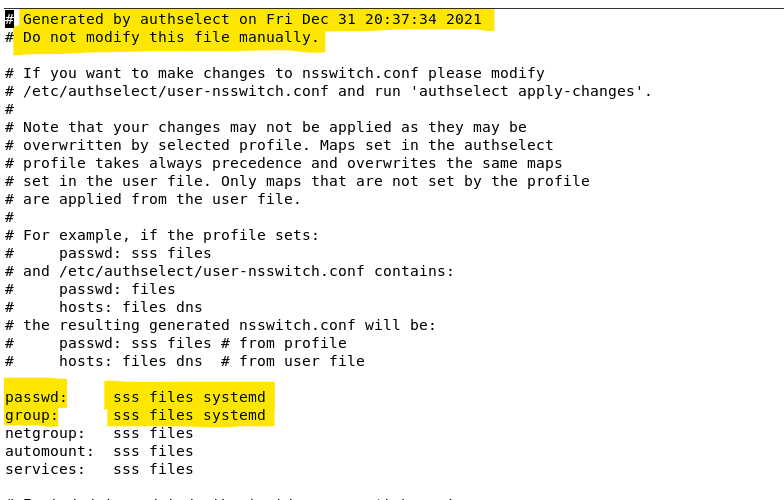 # Generated by authselect on Fri Dec 31 20:37:34 2021
# Do not modify this file manually.
# If you want to make changes to nsswitch.conf please modify
# /etc/authselect/user-nsswitch.conf and run 'authselect apply-changes'.
#
# Note that your changes may not be applied as they may be
# overwritten by selected profile. Maps set in the authselect
# profile takes always precedence and overwrites the same maps
# set in the user file. Only maps that are not set by the profile
# are applied from the user file.
#
# For example, if the profile sets:
#     passwd: sss files
# and /etc/authselect/user-nsswitch.conf contains:
#     passwd: files
#     hosts: files dns
# the resulting generated nsswitch.conf will be:
#     passwd: sss files # from profile
#     hosts: files dns  # from user file
passwd:     sss files systemd
group:      sss files systemd
netgroup:   sss files
automount:  sss files
services:   sss files